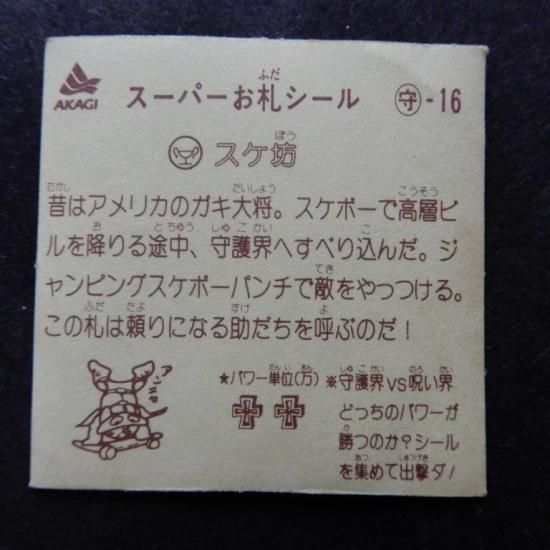 AKAGI スーパーお札シール 守-16
スケ坊
昔はアメリカのガキ大将。スケボーで高層ビ
ルを降りる途中、守護界へすべり込んだ。ジ
ャンピングスケボーパンチで敵をやっつける。
この札は頼りになる助だちを呼ぶのだ！
★パワー単位(万)
※守護界VS呪い界
どっちのパワーが
勝つのか？シール
を集めて出撃ダ！